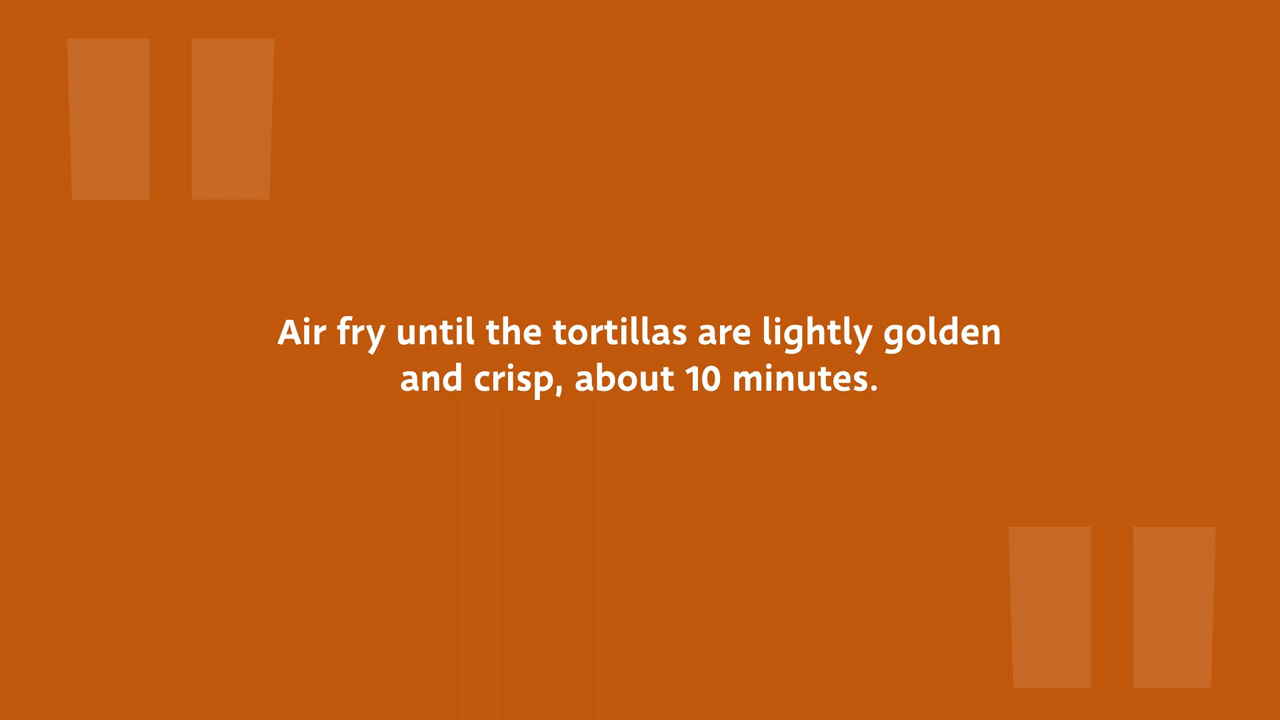 Air fry until the tortillas are lightly golden
and crisp, about 10 minutes.